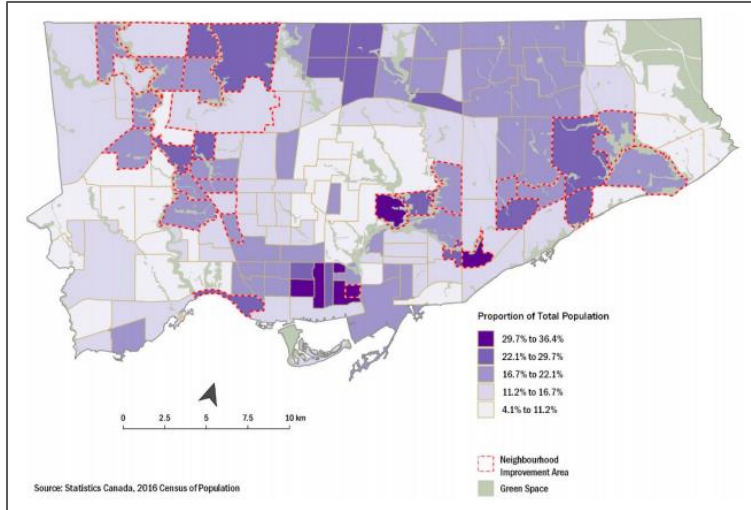 Proportion of Total Population
29.7% to 36.4%
22.1% to 29.7%
16.7% to 22.1%
11.2% to 16.7%
4.1% to 11.2%
0 2.5 5 7.5 10 km
Neighbourhood
Improvement Area
Green Space
Source: Statistics Canada, 2016 Census of Population